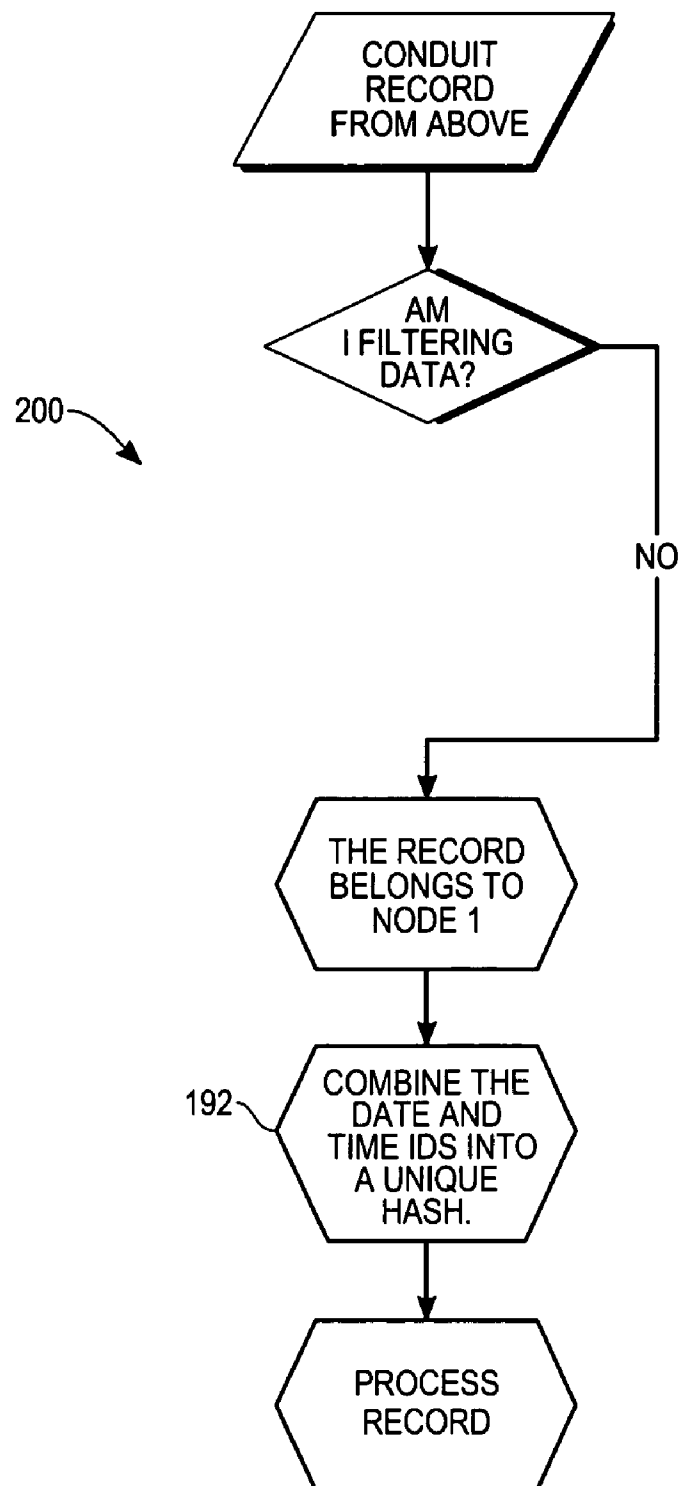 CONDUIT
RECORD
FROM ABOVE
AM
I FILTERING
DATA?
200
NO
THE RECORD
BELONGS TO
NODE 1
192
COMBINE THE
DATE AND
TIME IDS INTO
A UNIQUE
HASH.
PROCESS
RECORD